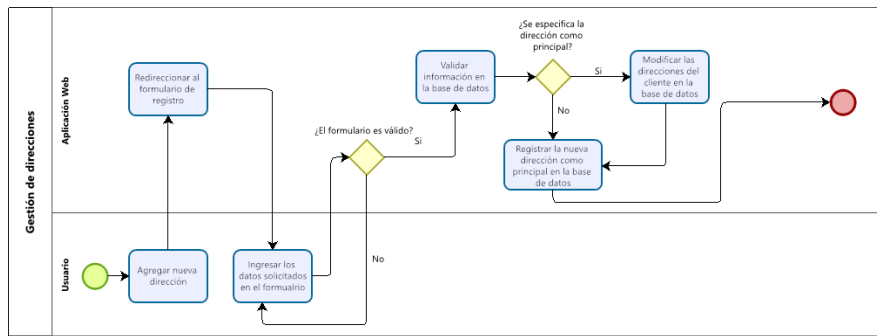 Gestión de direcciones
Aplicación Web
Redireccionar al
formulario de
registro
¿El formulario es válido?
Si
No
Validar
información en
la base de datos
¿Se especifica la
dirección como
principal?
Si
No
Modificar las
direcciones del
cliente en la
base de datos
Registrar la nueva
dirección como
principal en la base
de datos
Usuario
Agregar nueva
dirección
Ingresar los
datos solicitados
en el formualrio